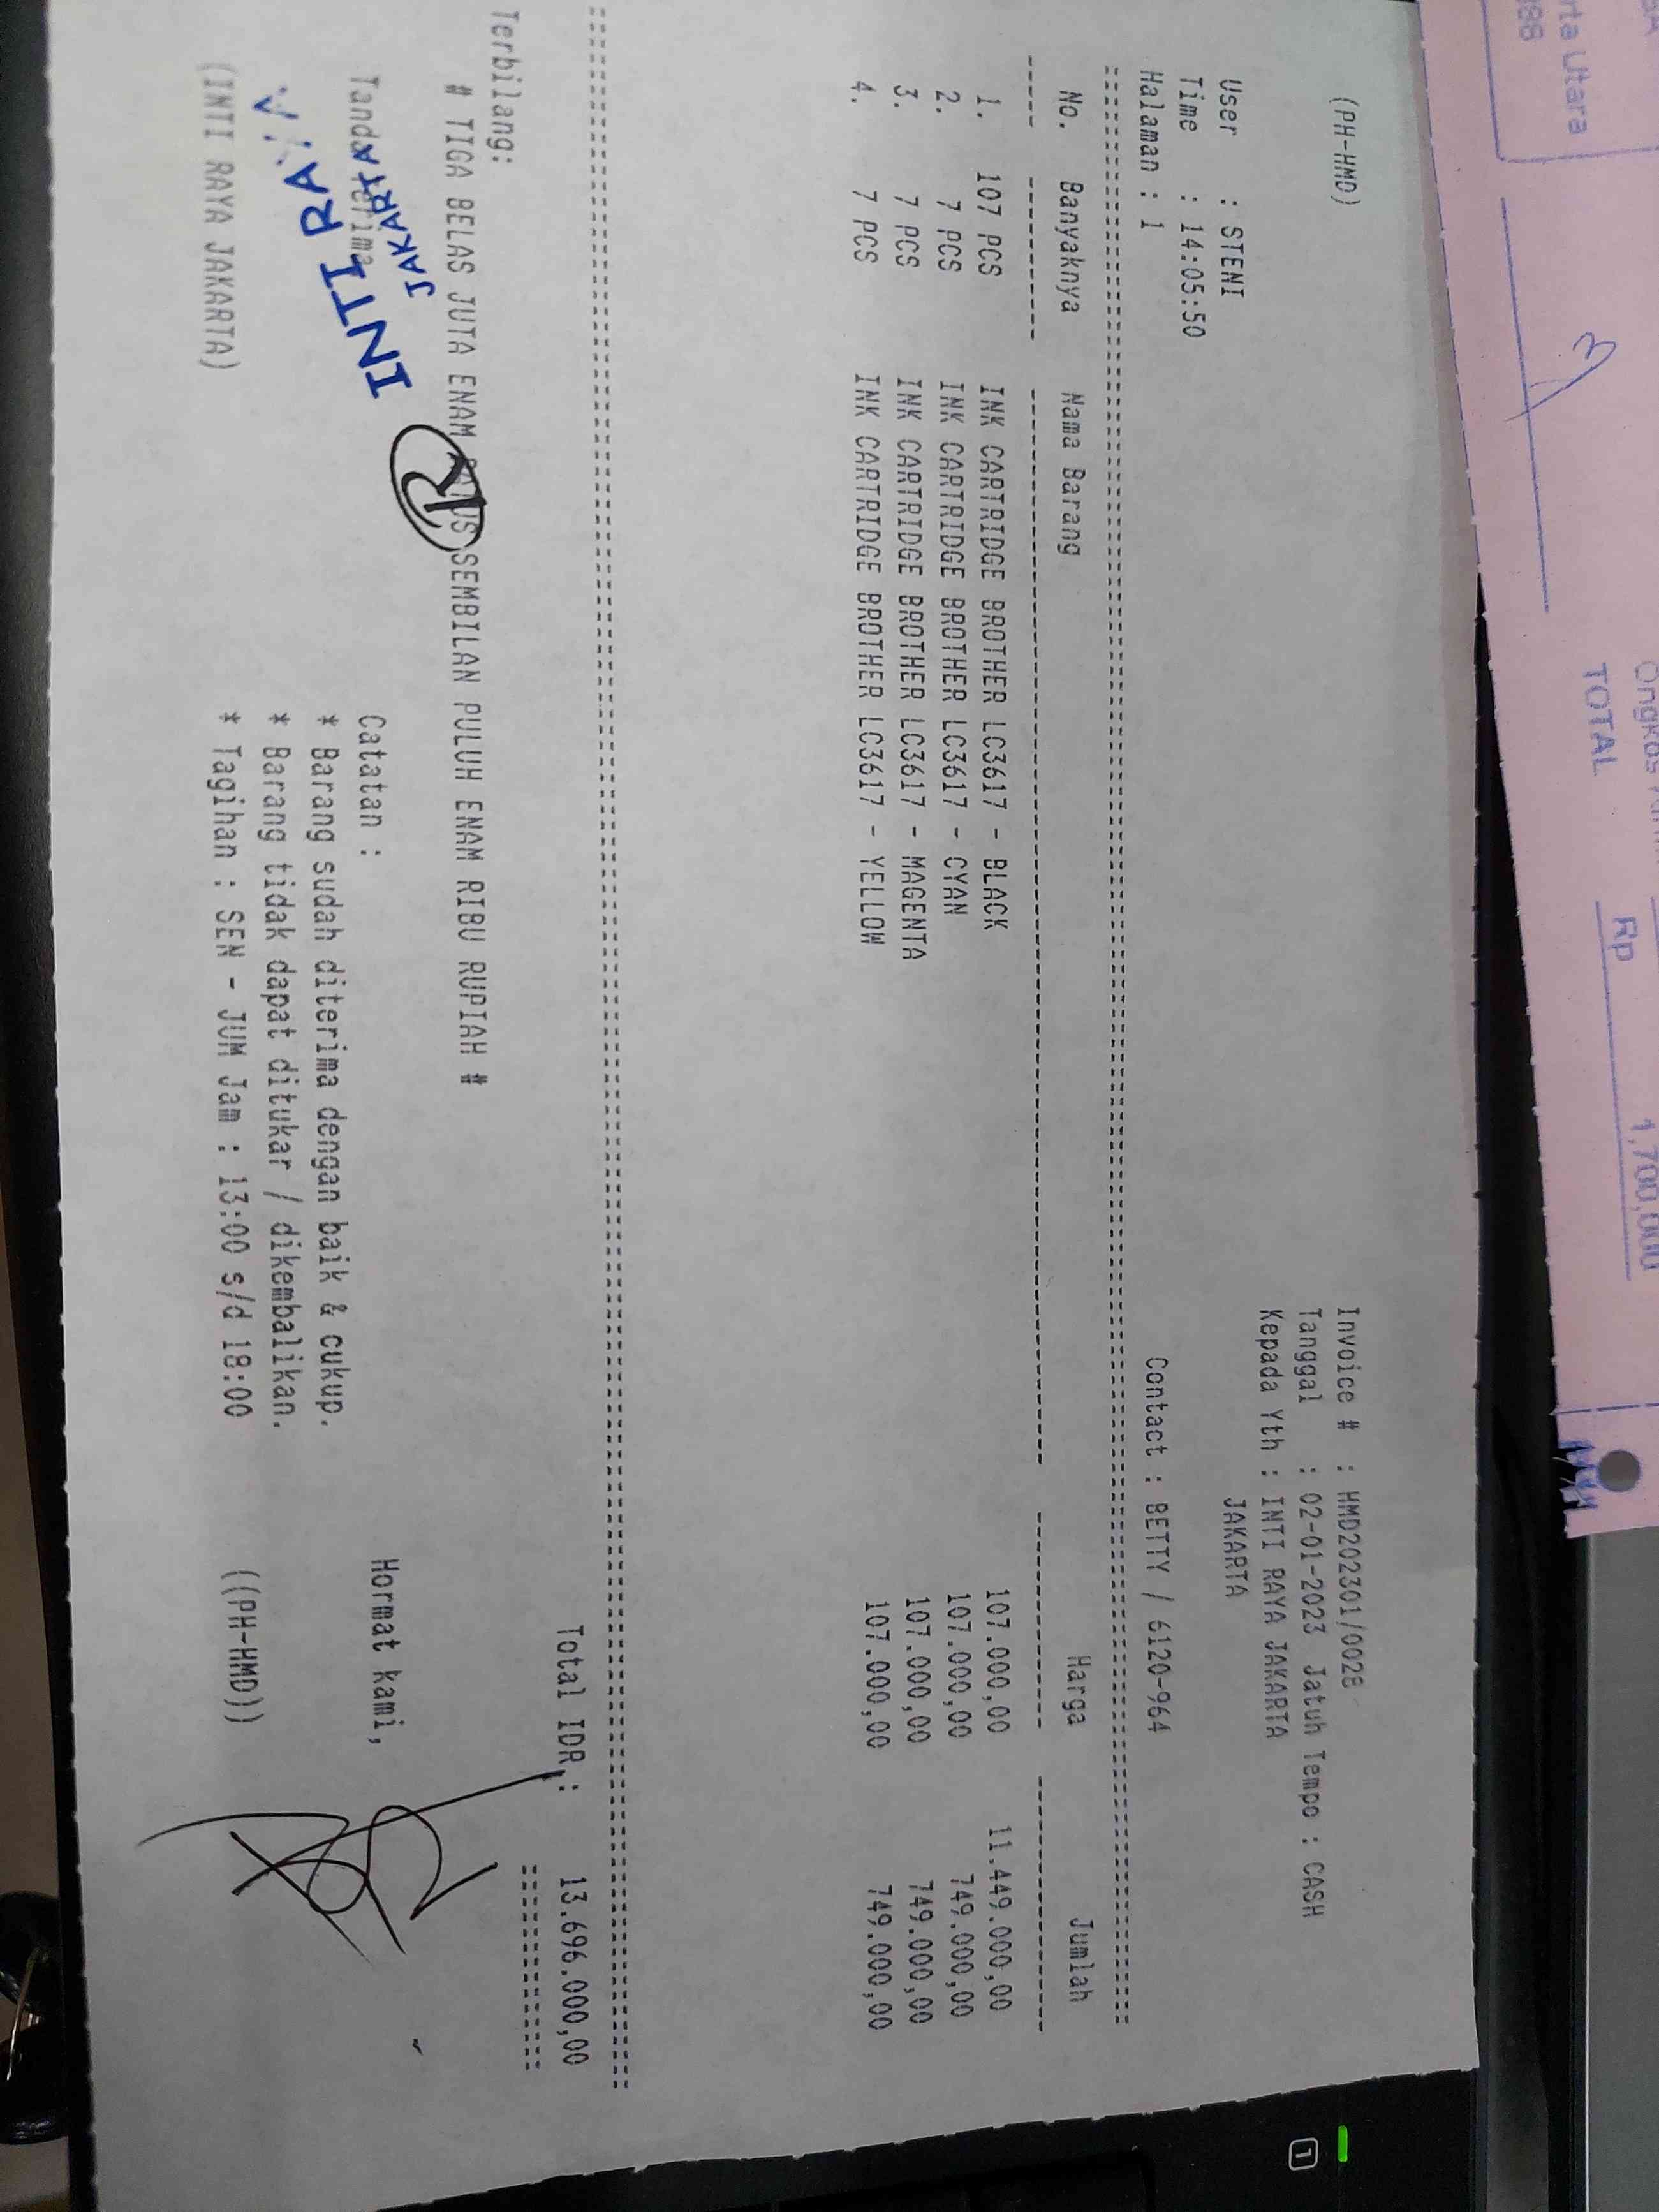 (PH-HMD)
Invoice # : HMD202301/0028
Tanggal : 02-01-2023 Jatuh Tempo : CASH
Kepada Yth : INTI RAYA JAKARTA
JAKARTA
User : STENI
Time : 14:05:50
Halaman : 1
Contact : BETTY / 6120-964
No. Banyaknya Nama Barang Harga Jumlah
1. 107 PCS INK CARTRIDGE BROTHER LC3617 - BLACK 107.000,00 11.449.000,00
2. 7 PCS INK CARTRIDGE BROTHER LC3617 - CYAN 107.000,00 749.000,00
3. 7 PCS INK CARTRIDGE BROTHER LC3617 - MAGENTA 107.000,00 749.000,00
4. 7 PCS INK CARTRIDGE BROTHER LC3617 - YELLOW 107.000,00 749.000,00
Total IDR : 13.696.000,00
Terbilang:
# TIGA BELAS JUTA ENAM RATUS SEMBILAN PULUH ENAM RIBU RUPIAH #
Tanda terima
INTI RAYA
JAKARTA
(INTI RAYA JAKARTA)
Catatan :
* Barang sudah diterima dengan baik & cukup.
* Barang tidak dapat ditukar / dikembalikan.
* Tagihan : SEN - JUM Jam : 13:00 s/d 18:00
Hormat kami,
((PH-HMD))
Utara
Ongkos
TOTAL
Rp
1,700,000
1